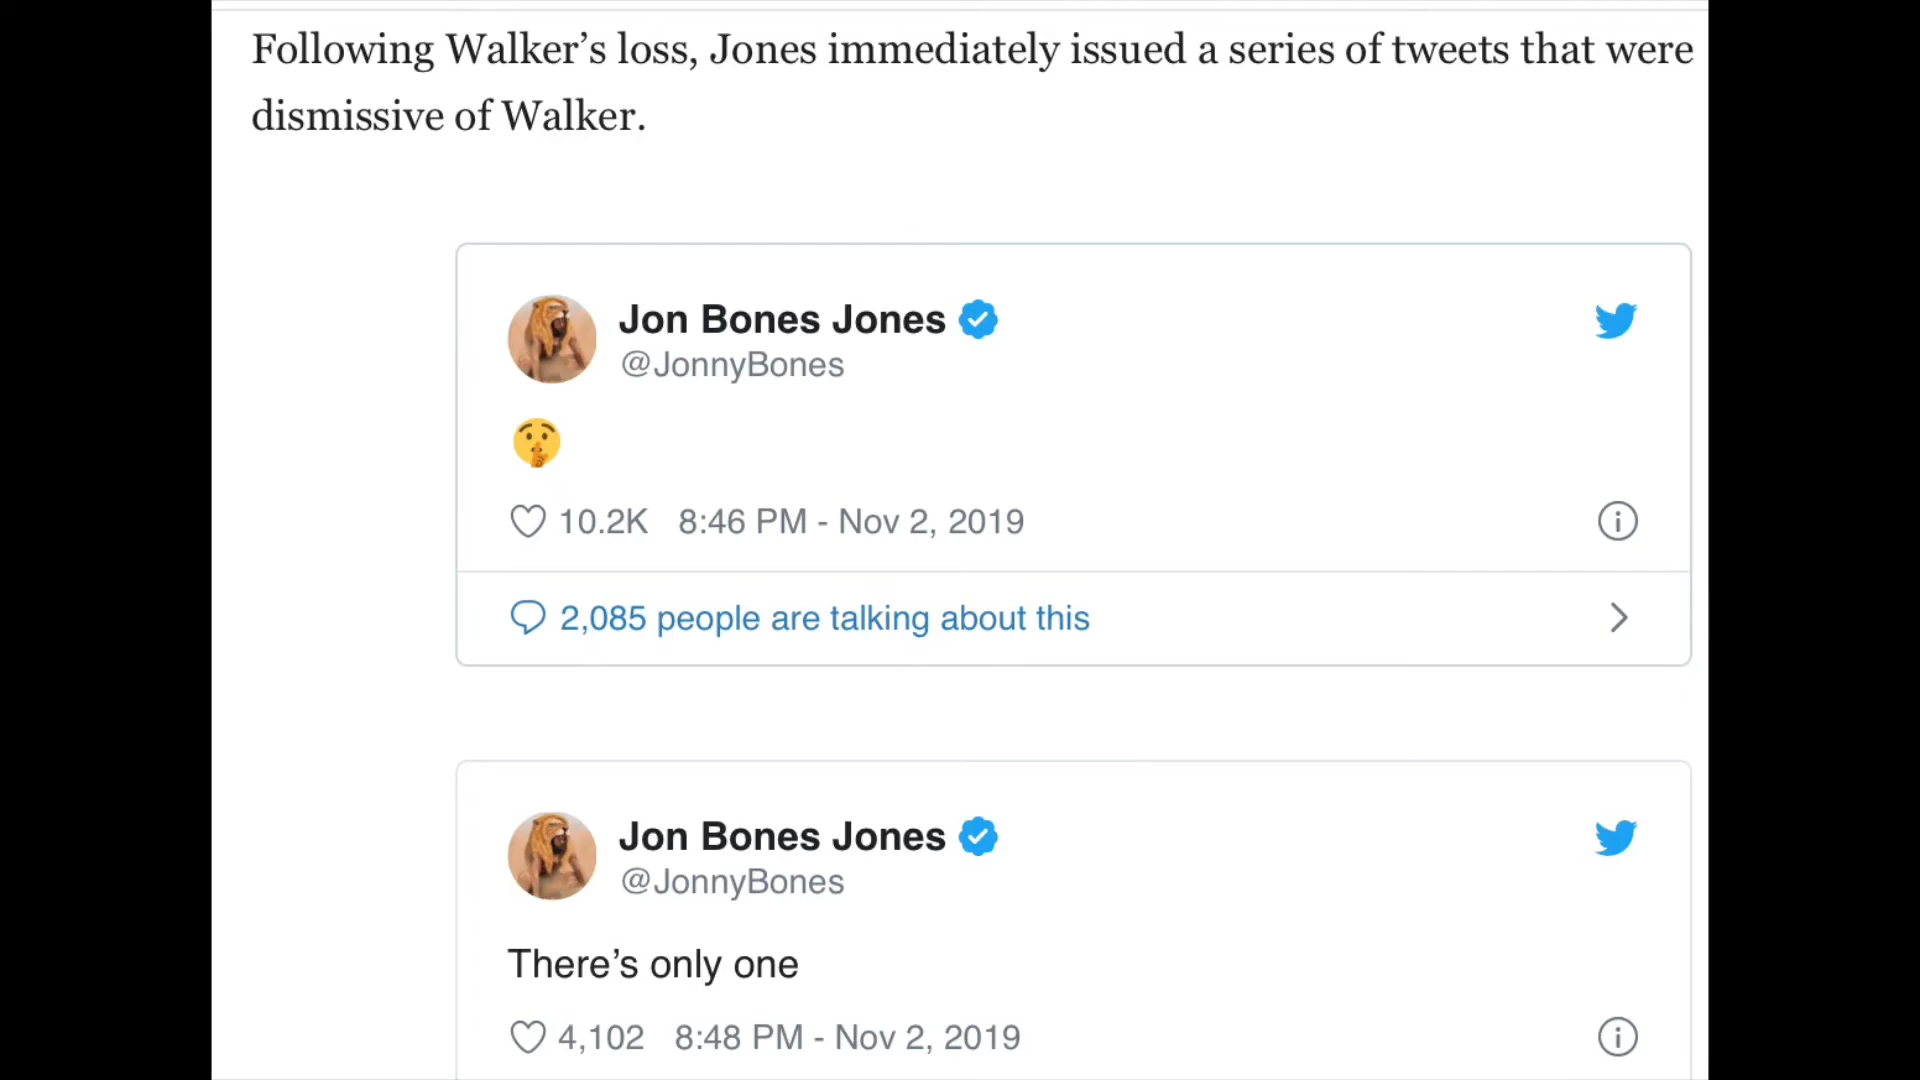 Following Walker’s loss, Jones immediately issued a series of tweets that were
dismissive of Walker.
Jon Bones Jones
@JonnyBones
🤫
10.2K 8:46 PM - Nov 2, 2019
2,085 people are talking about this
Jon Bones Jones
@JonnyBones
There’s only one
4,102 8:48 PM - Nov 2, 2019